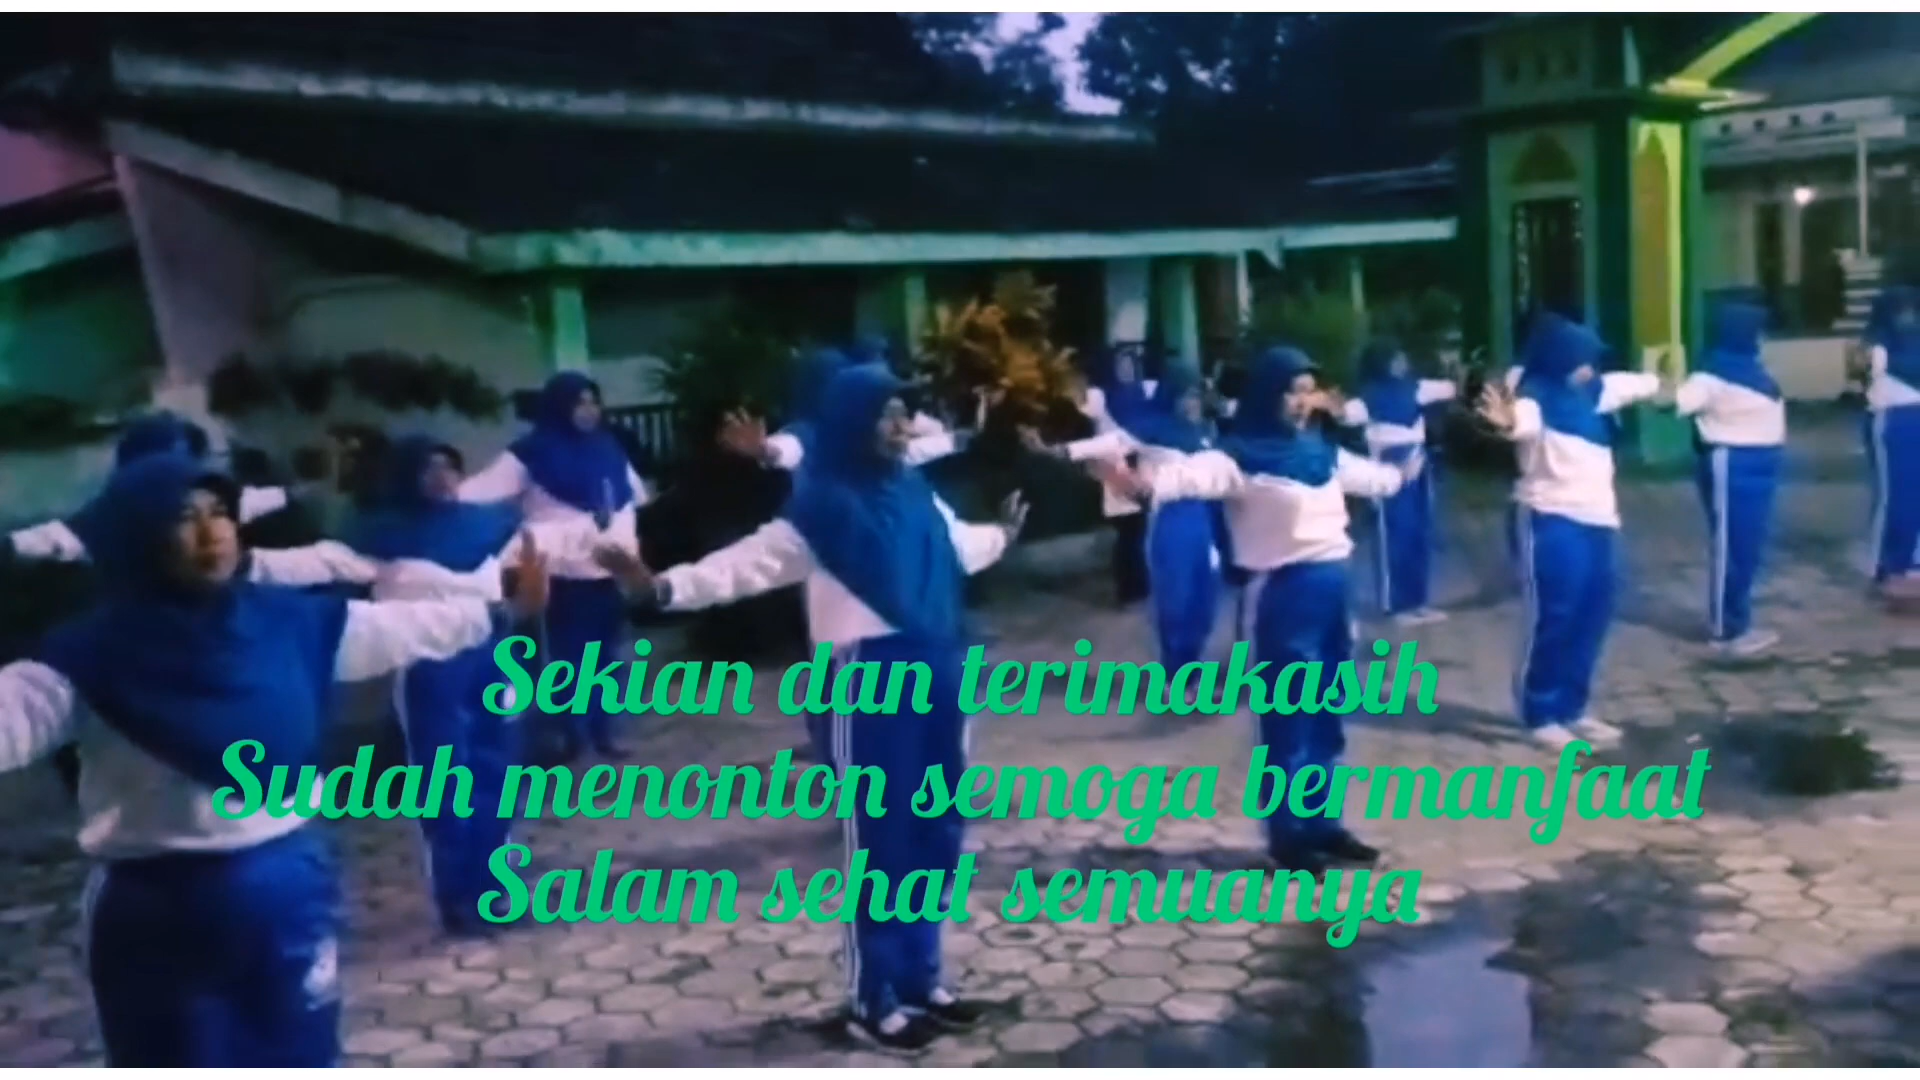 Sekian dan terimakasih
Sudah menonton semoga bermanfaat
Salam sehat semuanya